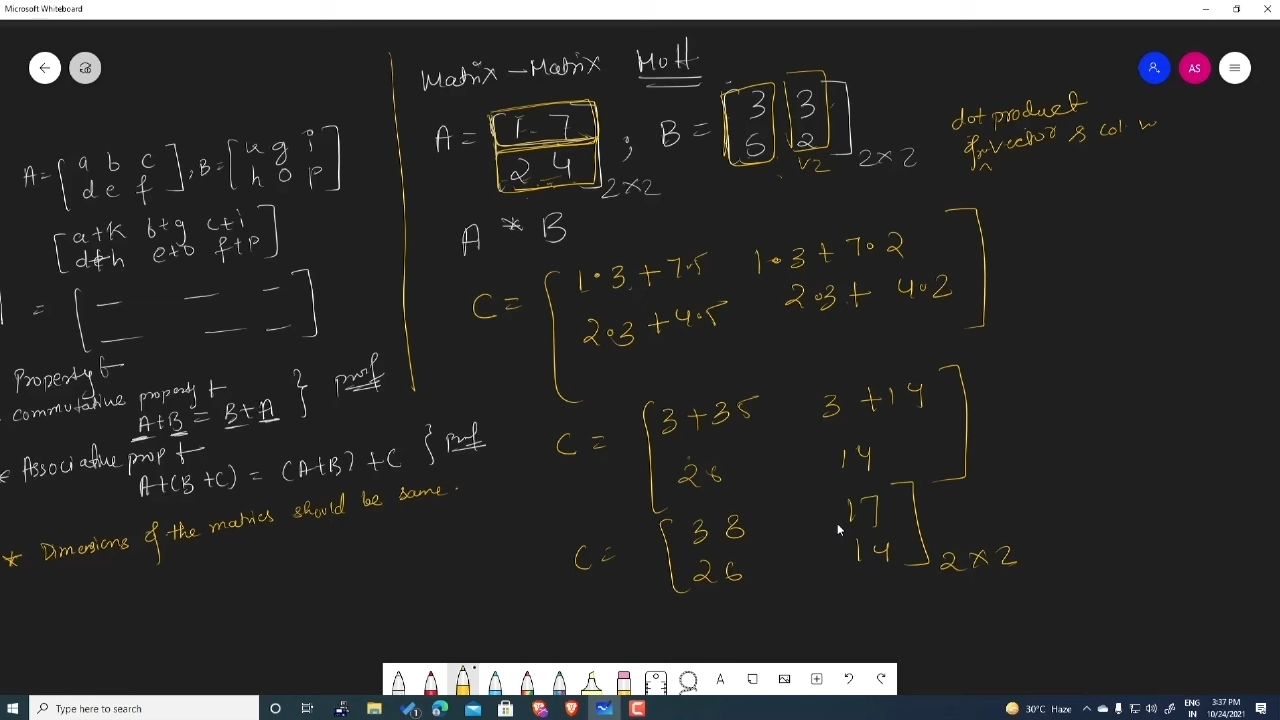 Microsoft Whiteboard
AS
Matrix - Matrix
A = [1 7
2 4] 2×2 ; B = [3 3
5 2] 2×2
dot product
of vector & col
A * B
C = [1·3 + 7·5 1·3 + 7·2
2·3 + 4·5 2·3 + 4·2]
C = [3 + 35 3 + 14
26 14]
C = [38 17
26 14] 2×2
A = [a b c
d e f], B = [k g i
h o p]
[a+k b+g c+i
d+h e+o f+p]
= [— — —
— — —]
Property
commutative property
A+B = B+A } prof
* Associative prop
A+(B+C) = (A+B)+C } prof
* Dimensions of the matrics should be same.
Type here to search
30°C Haze
ENG
IN
3:37 PM
10/24/2021